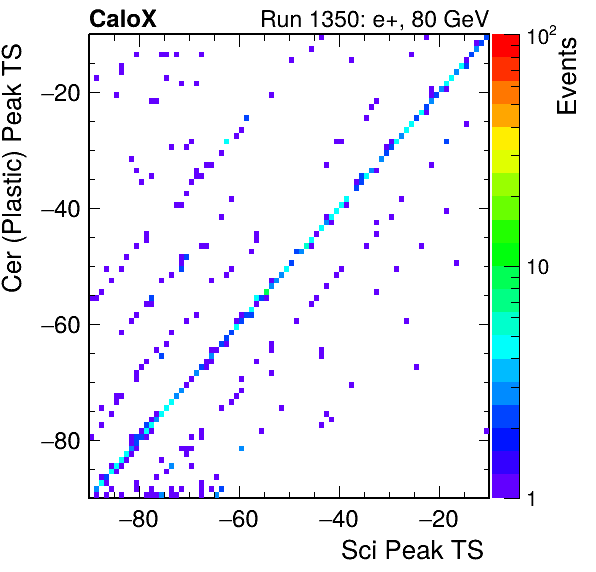 CaloX Run 1350: e+, 80 GeV
Cer (Plastic) Peak TS
−20
−40
−60
−80
−80 −60 −40 −20
Sci Peak TS
10²
10
1
Events